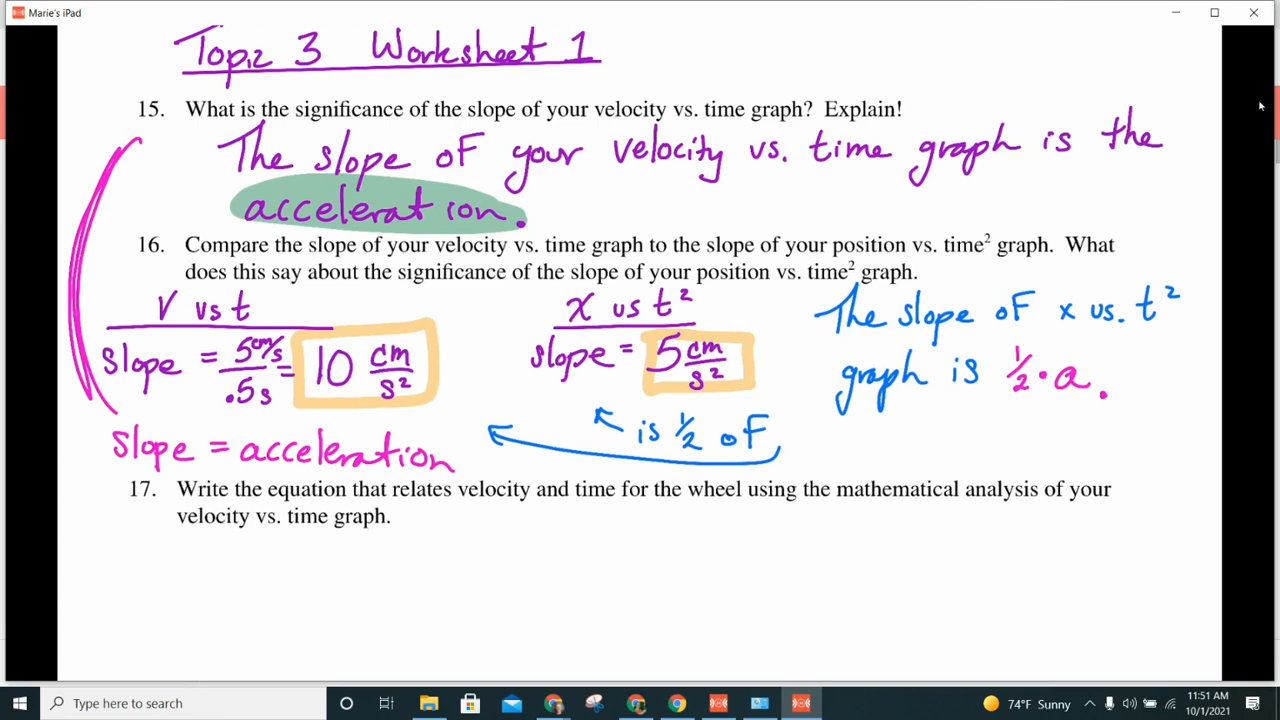 Marie's iPad
Topic 3 Worksheet 1
15. What is the significance of the slope of your velocity vs. time graph? Explain!
The slope of your velocity vs. time graph is the
acceleration.
16. Compare the slope of your velocity vs. time graph to the slope of your position vs. time² graph. What
does this say about the significance of the slope of your position vs. time² graph.
V vs t
slope = 5 cm/s / .5 s = 10 cm/s²
slope = acceleration
x vs t²
slope = 5 cm/s²
is ½ of
The slope of x vs. t²
graph is ½ · a.
17. Write the equation that relates velocity and time for the wheel using the mathematical analysis of your
velocity vs. time graph.
Type here to search
74°F Sunny
11:51 AM
10/1/2021